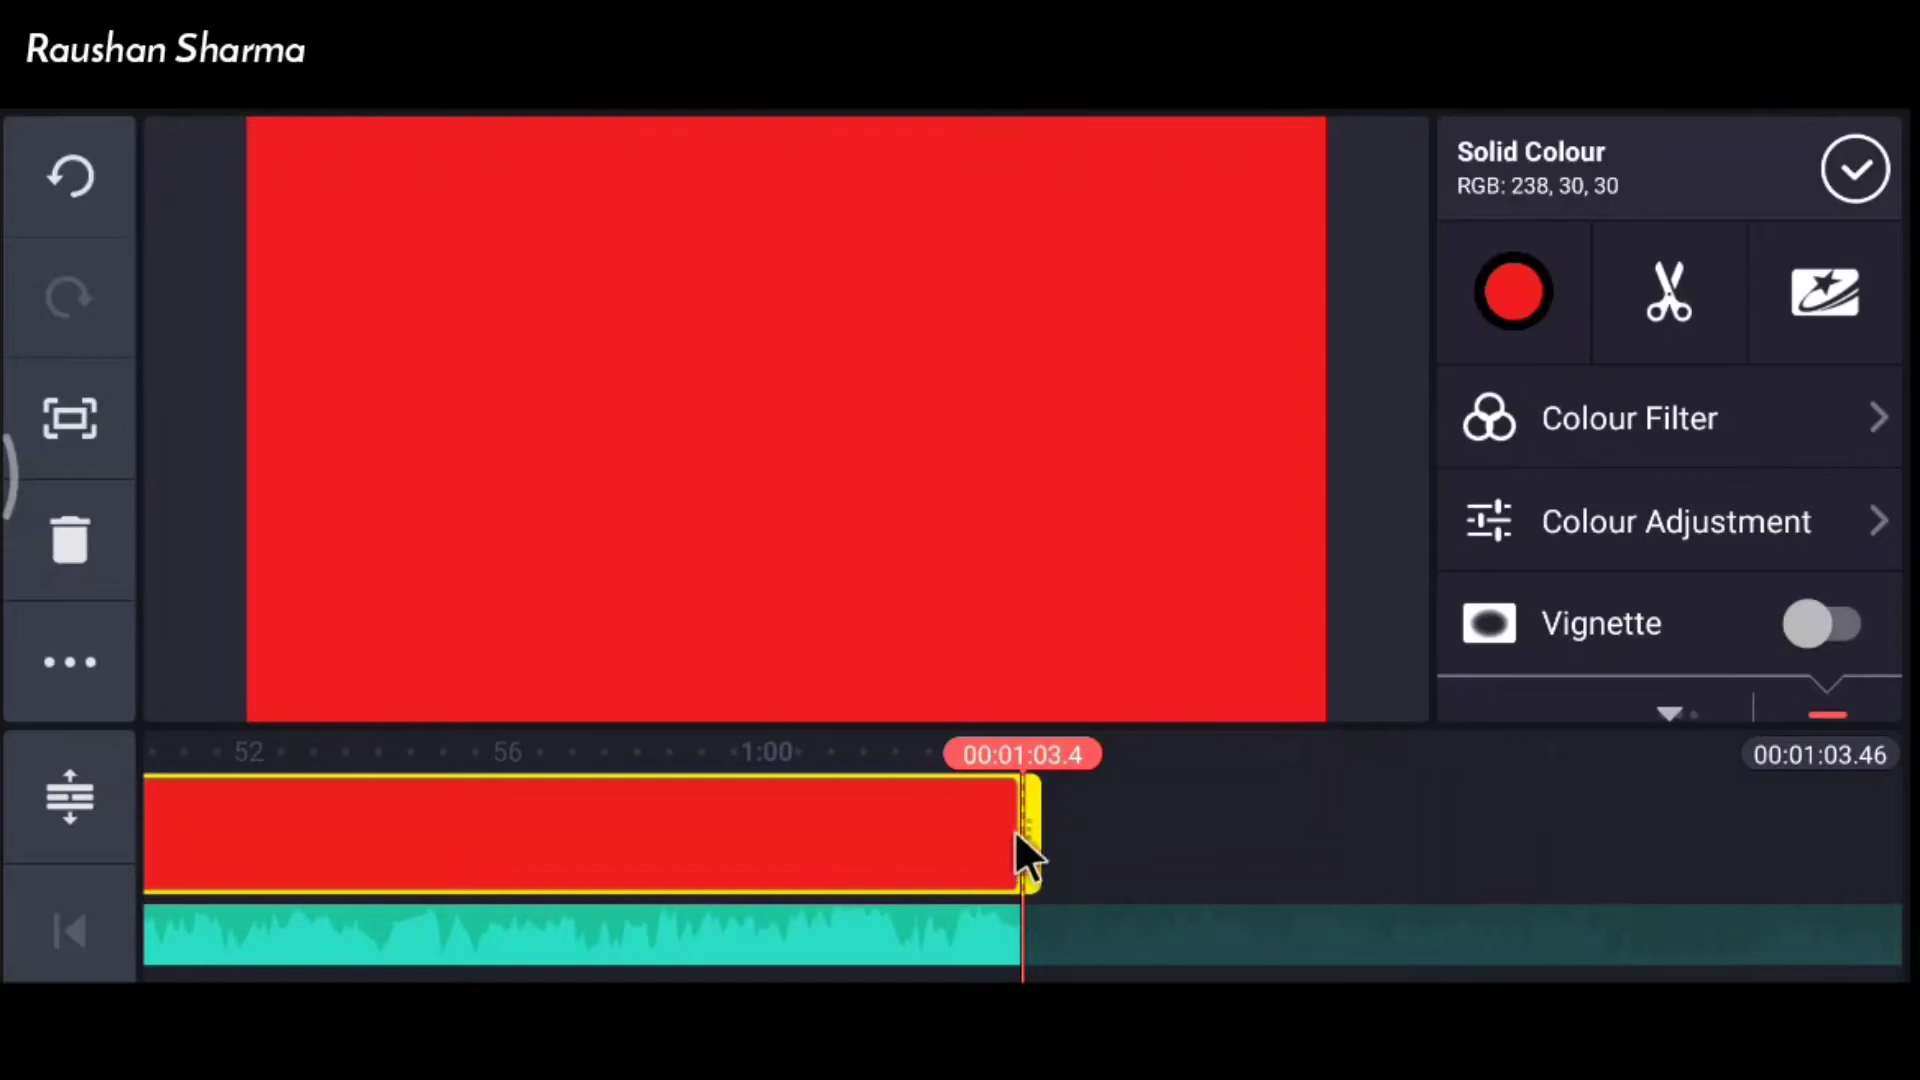 Raushan Sharma
Solid Colour
RGB: 238, 30, 30
Colour Filter
Colour Adjustment
Vignette
52
56
1:00
00:01:03.4
00:01:03.46